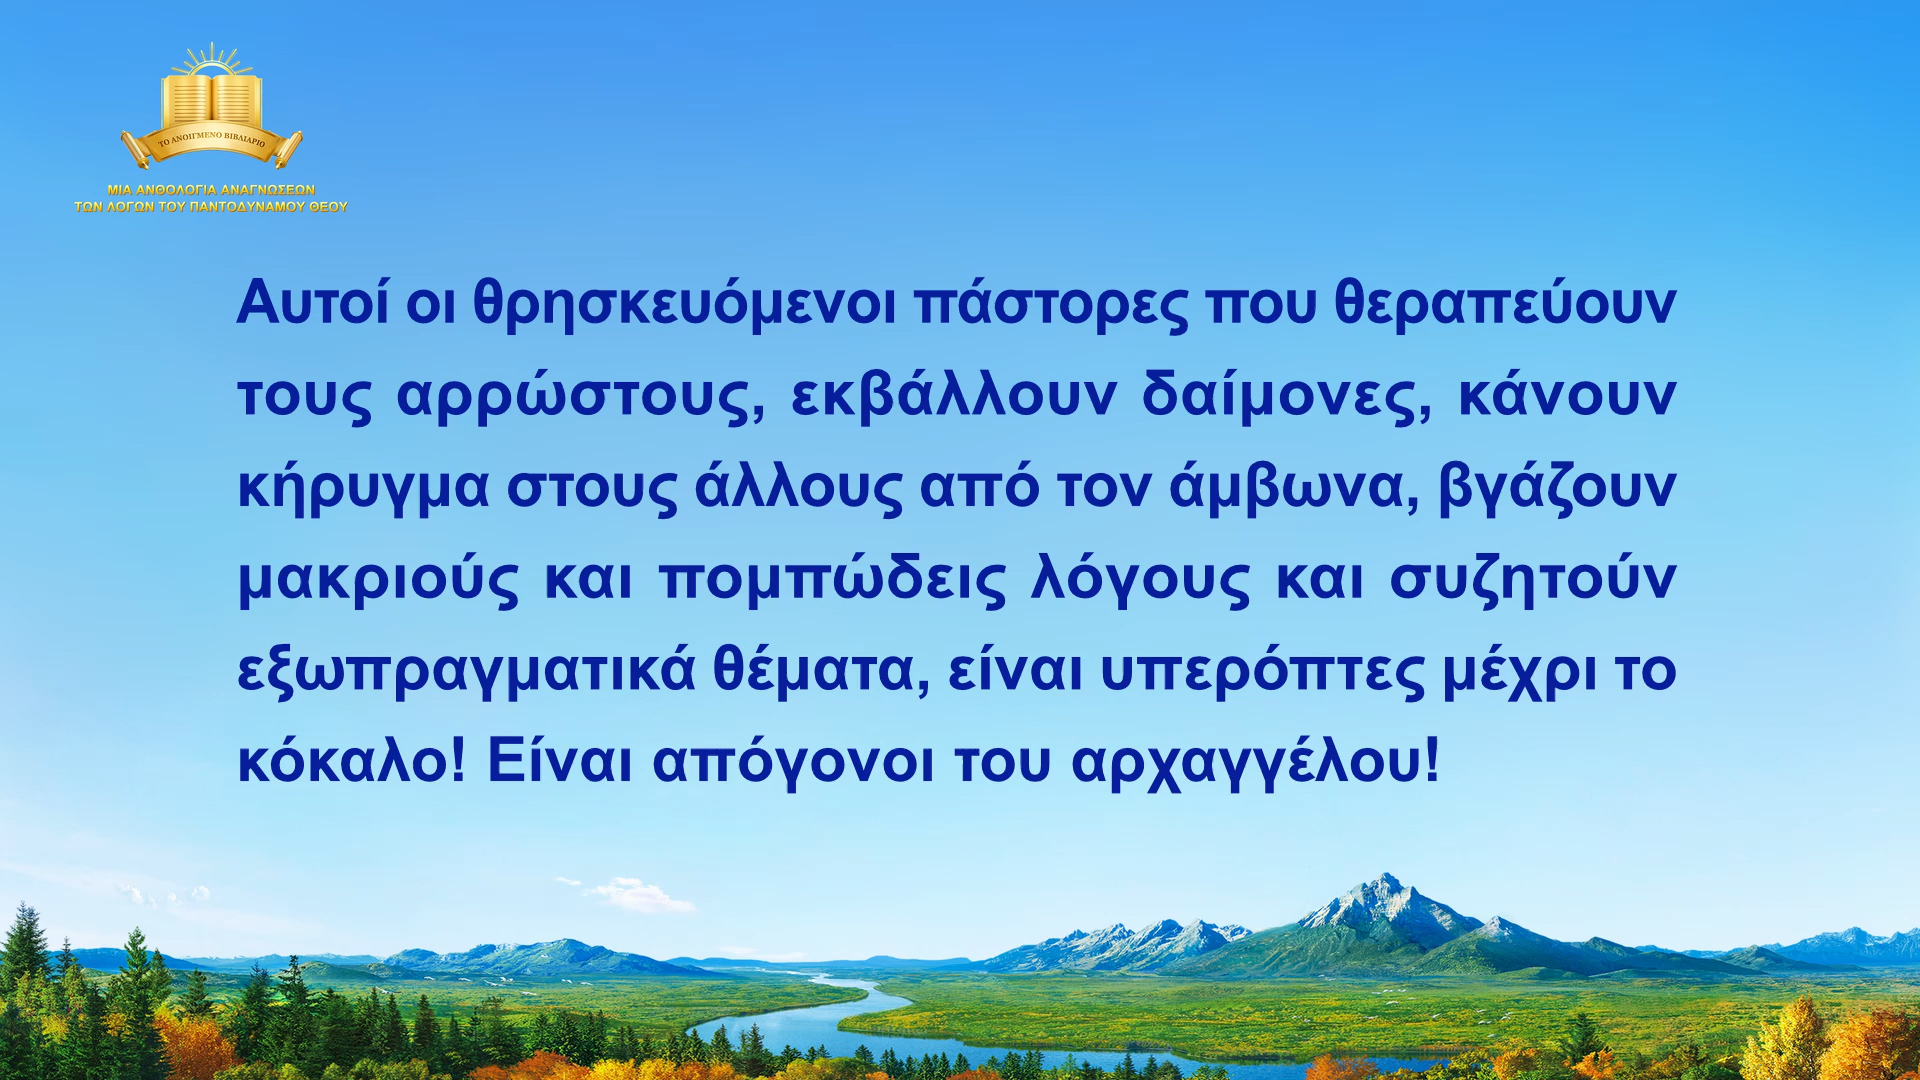 ΤΟ ΑΝΟΙΓΜΕΝΟ ΒΙΒΛΙΑΡΙΟ
ΜΙΑ ΑΝΘΟΛΟΓΙΑ ΑΝΑΓΝΩΣΕΩΝ
ΤΩΝ ΛΟΓΩΝ ΤΟΥ ΠΑΝΤΟΔΥΝΑΜΟΥ ΘΕΟΥ
Αυτοί οι θρησκευόμενοι πάστορες που θεραπεύουν
τους αρρώστους, εκβάλλουν δαίμονες, κάνουν
κήρυγμα στους άλλους από τον άμβωνα, βγάζουν
μακριούς και πομπώδεις λόγους και συζητούν
εξωπραγματικά θέματα, είναι υπερόπτες μέχρι το
κόκαλο! Είναι απόγονοι του αρχαγγέλου!